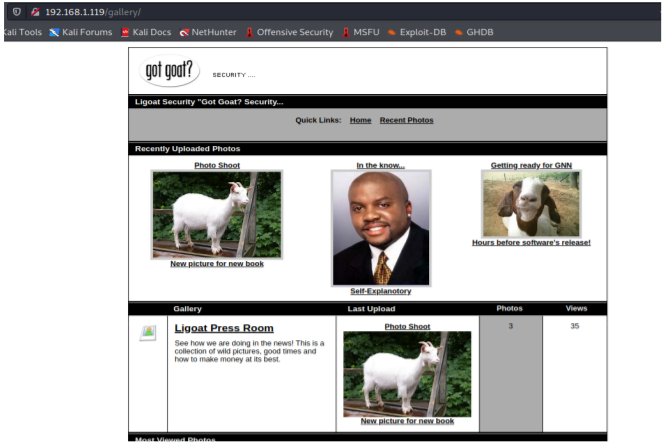 192.168.1.119/gallery/
Kali Tools Kali Forums Kali Docs NetHunter Offensive Security MSFU Exploit-DB GHDB
got goat? SECURITY ....
Ligoat Security "Got Goat? Security...
Quick Links: Home Recent Photos
Recently Uploaded Photos
Photo Shoot In the know... Getting ready for GNN
New picture for new book Self-Explanatory Hours before software's release!
Gallery Last Upload Photos Views
Ligoat Press Room
See how we are doing in the news! This is a
collection of wild pictures, good times and
how to make money at its best.
Photo Shoot
New picture for new book
3 35
Most Viewed Photos